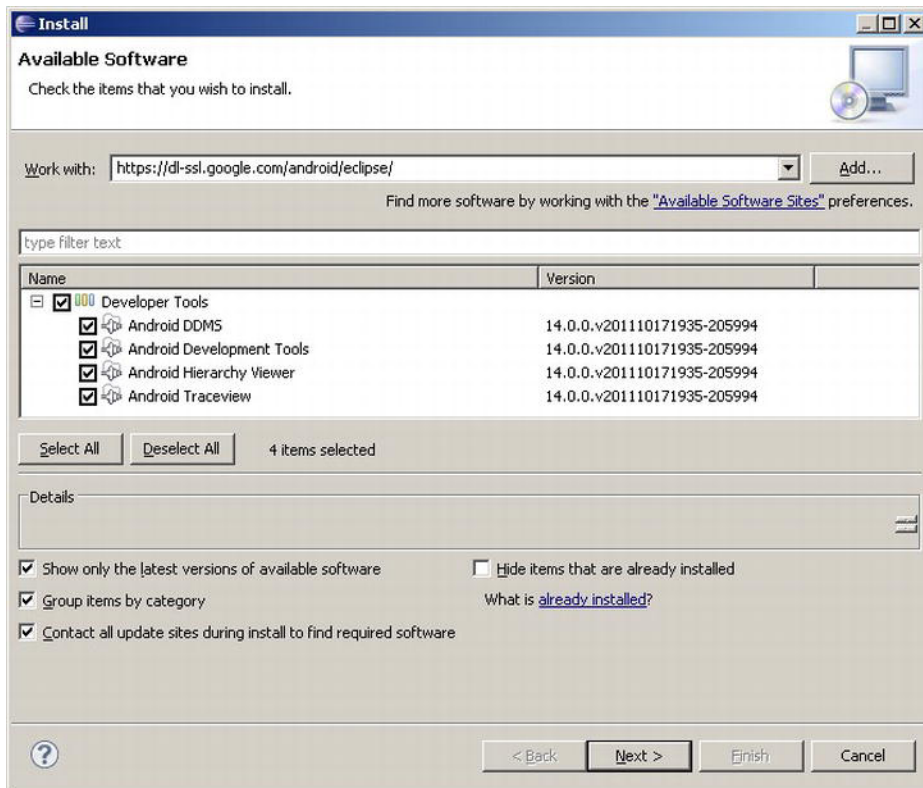 Install
Available Software
Check the items that you wish to install.
Work with: https://dl-ssl.google.com/android/eclipse/ Add...
Find more software by working with the "Available Software Sites" preferences.
type filter text
Name Version
Developer Tools
Android DDMS 14.0.0.v201110171935-205994
Android Development Tools 14.0.0.v201110171935-205994
Android Hierarchy Viewer 14.0.0.v201110171935-205994
Android Traceview 14.0.0.v201110171935-205994
Select All Deselect All 4 items selected
Details
Show only the latest versions of available software Hide items that are already installed
Group items by category What is already installed?
Contact all update sites during install to find required software
? < Back Next > Finish Cancel